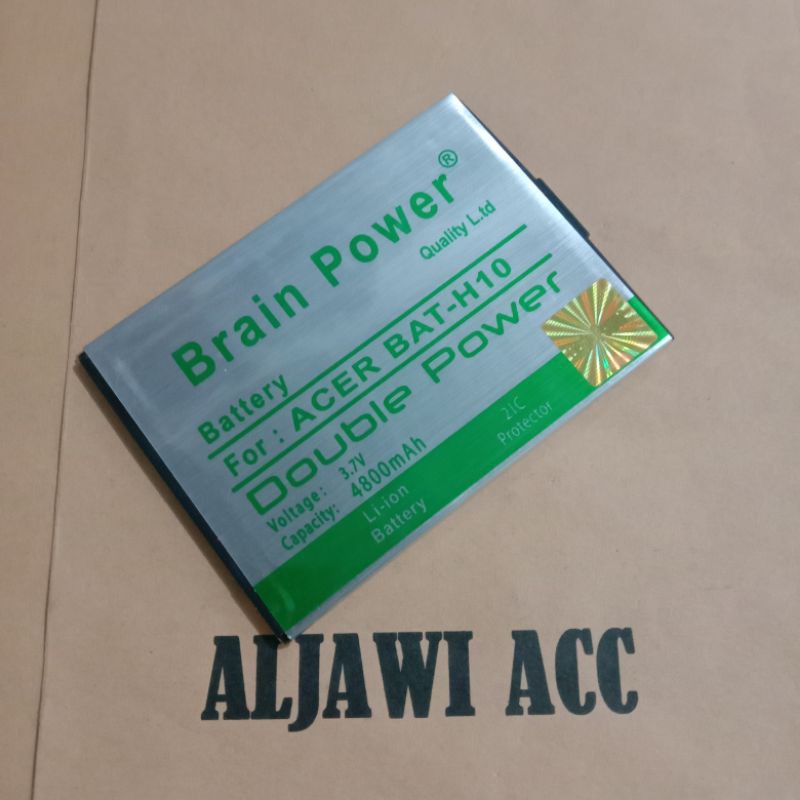 Brain Power®
Quality L.td
Battery
For : ACER BAT-H10
Double Power
Voltage: 3.7V
Capacity: 4800mAh
Li-ion
Battery
2IC
Protector
ALJAWI ACC